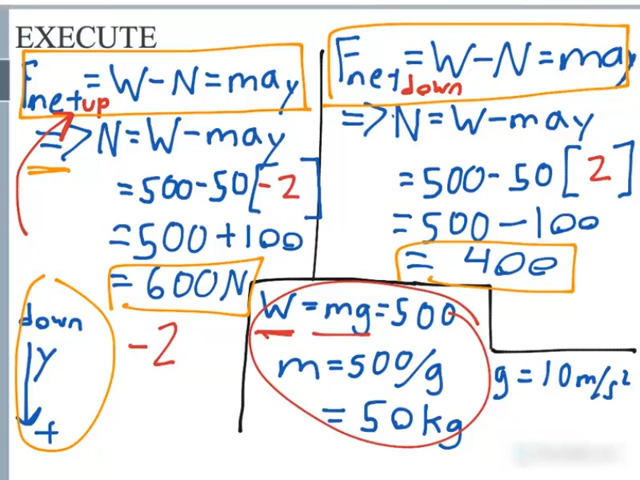 EXECUTE
Fnet up = W-N = may
=> N = W-may
= 500-50[-2]
= 500+100
= 600N
Fnet down = W-N = may
=> N = W-may
= 500-50[2]
= 500-100
= 400
down
y
+
-2
W = mg = 500
m = 500/g
= 50kg
g = 10m/s²